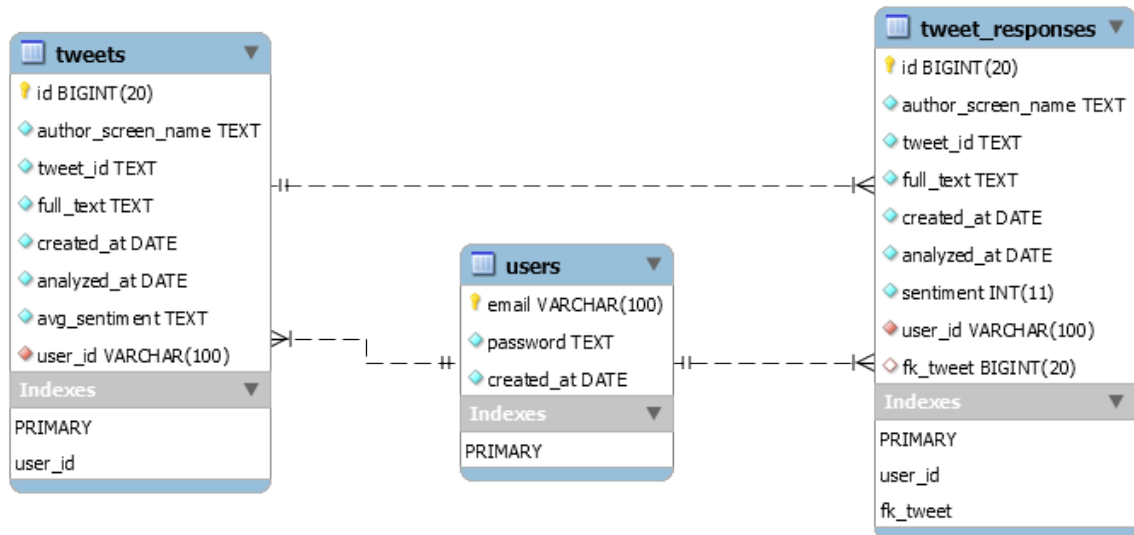 tweets
id BIGINT(20)
author_screen_name TEXT
tweet_id TEXT
full_text TEXT
created_at DATE
analyzed_at DATE
avg_sentiment TEXT
user_id VARCHAR(100)
Indexes
PRIMARY
user_id
users
email VARCHAR(100)
password TEXT
created_at DATE
Indexes
PRIMARY
tweet_responses
id BIGINT(20)
author_screen_name TEXT
tweet_id TEXT
full_text TEXT
created_at DATE
analyzed_at DATE
sentiment INT(11)
user_id VARCHAR(100)
fk_tweet BIGINT(20)
Indexes
PRIMARY
user_id
fk_tweet